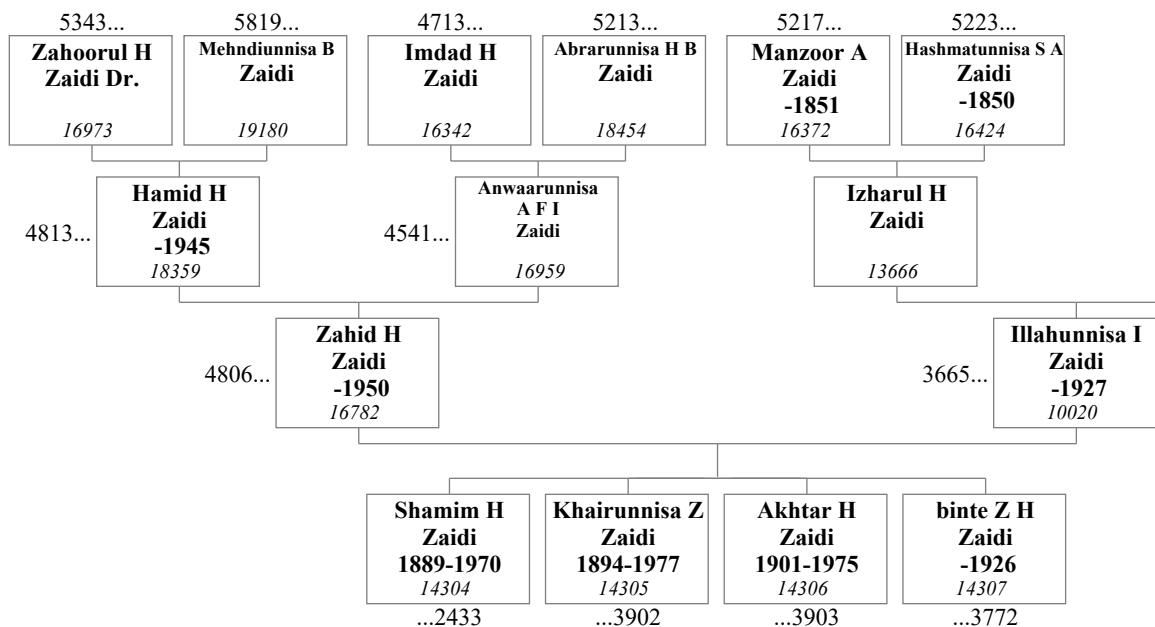 5343...
5819...
4713...
5213...
5217...
5223...
Zahoorul H
Zaidi Dr.
16973
Mehndiunnisa B
Zaidi
19180
Imdad H
Zaidi
16342
Abrarunnisa H B
Zaidi
18454
Manzoor A
Zaidi
-1851
16372
Hashmatunnisa S A
Zaidi
-1850
16424
4813...
Hamid H
Zaidi
-1945
18359
4541...
Anwaarunnisa
A F I
Zaidi
16959
Izharul H
Zaidi
13666
4806...
Zahid H
Zaidi
-1950
16782
3665...
Illahunnisa I
Zaidi
-1927
10020
Shamim H
Zaidi
1889-1970
14304
...2433
Khairunnisa Z
Zaidi
1894-1977
14305
...3902
Akhtar H
Zaidi
1901-1975
14306
...3903
binte Z H
Zaidi
-1926
14307
...3772